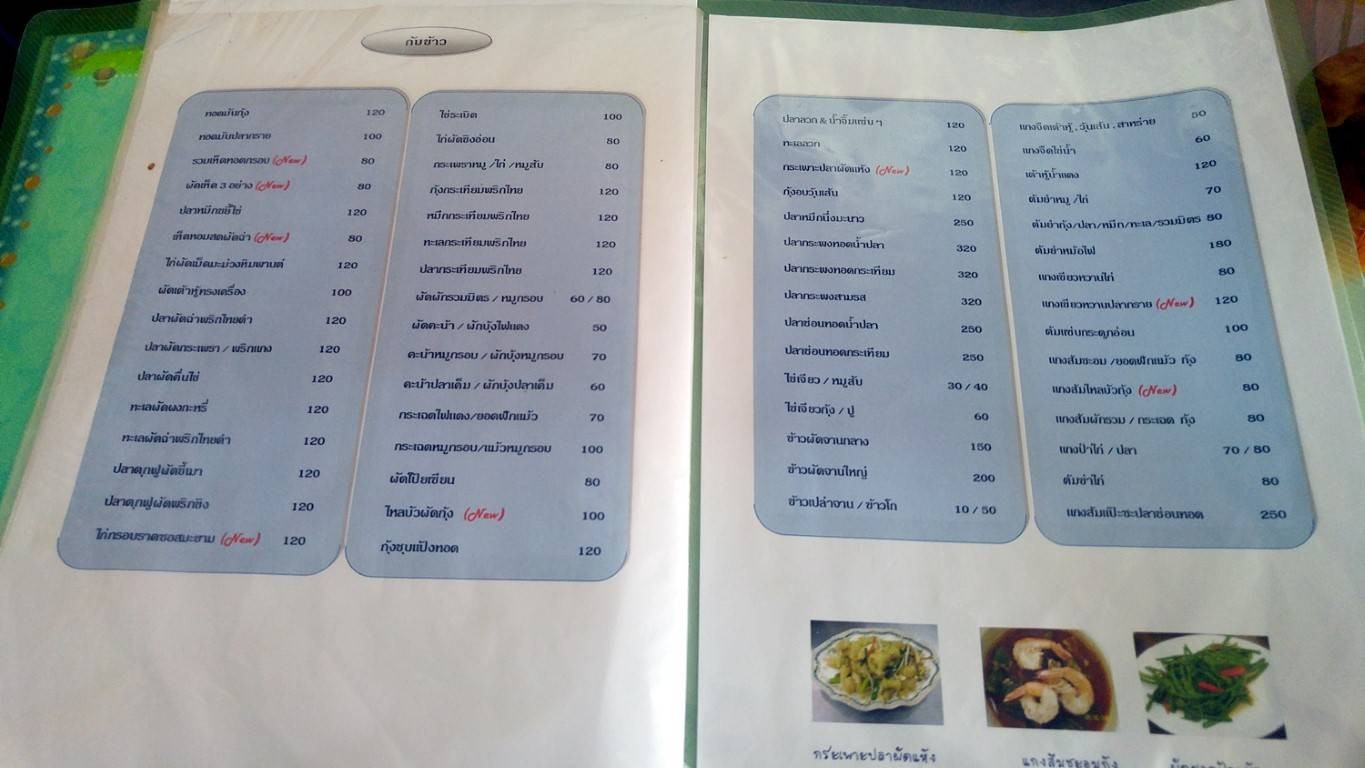 กับข้าว
ทอดมันกุ้ง 120
ทอดมันปลากราย 100
รวมเห็ดทอดกรอบ (New) 80
ผัดเห็ด 3 อย่าง (New) 80
ปลาหมึกขยี้ไข่ 120
เห็ดหอมสดผัดฉ่า (New) 80
ไก่ผัดเม็ดมะม่วงหิมพานต์ 120
ผัดเต้าหู้ทรงเครื่อง 100
ปลาผัดฉ่าพริกไทยดำ 120
ปลาผัดกระเพรา / พริกแกง 120
ปลาผัดคื่นไช่ 120
ทะเลผัดผงกะหรี่ 120
ทะเลผัดฉ่าพริกไทยดำ 120
ปลาดุกฟูผัดขี้เมา 120
ปลาดุกฟูผัดพริกขิง 120
ไก่กรอบราดซอสมะขาม (New) 120
ไข่ระเบิด 100
ไก่ผัดขิงอ่อน 80
กระเพราหมู /ไก่ /หมูสับ 80
กุ้งกระเทียมพริกไทย 120
หมึกกระเทียมพริกไทย 120
ทะเลกระเทียมพริกไทย 120
ปลากระเทียมพริกไทย 120
ผัดผักรวมมิตร / หมูกรอบ 60 / 80
ผัดคะน้า / ผักบุ้งไฟแดง 50
คะน้าหมูกรอบ / ผักบุ้งหมูกรอบ 70
คะน้าปลาเค็ม / ผักบุ้งปลาเค็ม 60
กระเฉดไฟแดง/ยอดฟักแม้ว 70
กระเฉดหมูกรอบ/แม้วหมูกรอบ 100
ผัดโป๊ยเซียน 80
ไหลบัวผัดกุ้ง (New) 100
กุ้งชุบแป้งทอด 120
ปลาลวก & น้ำจิ้มแซ่บ ๆ 120
ทะเลลวก 120
กระเพาะปลาผัดแห้ง (New) 120
กุ้งอบวุ้นเส้น 120
ปลาหมึกนึ่งมะนาว 250
ปลากระพงทอดน้ำปลา 320
ปลากระพงทอดกระเทียม 320
ปลากระพงสามรส 320
ปลาช่อนทอดน้ำปลา 250
ปลาช่อนทอดกระเทียม 250
ไข่เจียว / หมูสับ 30 / 40
ไข่เจียวกุ้ง / ปู 60
ข้าวผัดจานกลาง 150
ข้าวผัดจานใหญ่ 200
ข้าวเปล่าจาน / ข้าวโถ 10 / 50
แกงจืดเต้าหู้ , วุ้นเส้น , สาหร่าย 50
แกงจืดไข่น้ำ 60
เต้าหู้น้ำแดง 120
ต้มยำหมู /ไก่ 70
ต้มยำกุ้ง/ปลา/หมึก/ทะเล/รวมมิตร 80
ต้มยำหม้อไฟ 180
แกงเขียวหวานไก่ 80
แกงเขียวหวานปลากราย (New) 120
ต้มแซ่บกระดูกอ่อน 100
แกงส้มชะอม /ยอดฟักแม้ว กุ้ง 80
แกงส้มไหลบัวกุ้ง (New) 80
แกงส้มผักรวม / กระเฉด กุ้ง 80
แกงป่าไก่ / ปลา 70 / 80
ต้มข่าไก่ 80
แกงส้มแป๊ะซะปลาช่อนทอด 250
กระเพาะปลาผัดแห้ง
แกงส้มชะอมกุ้ง